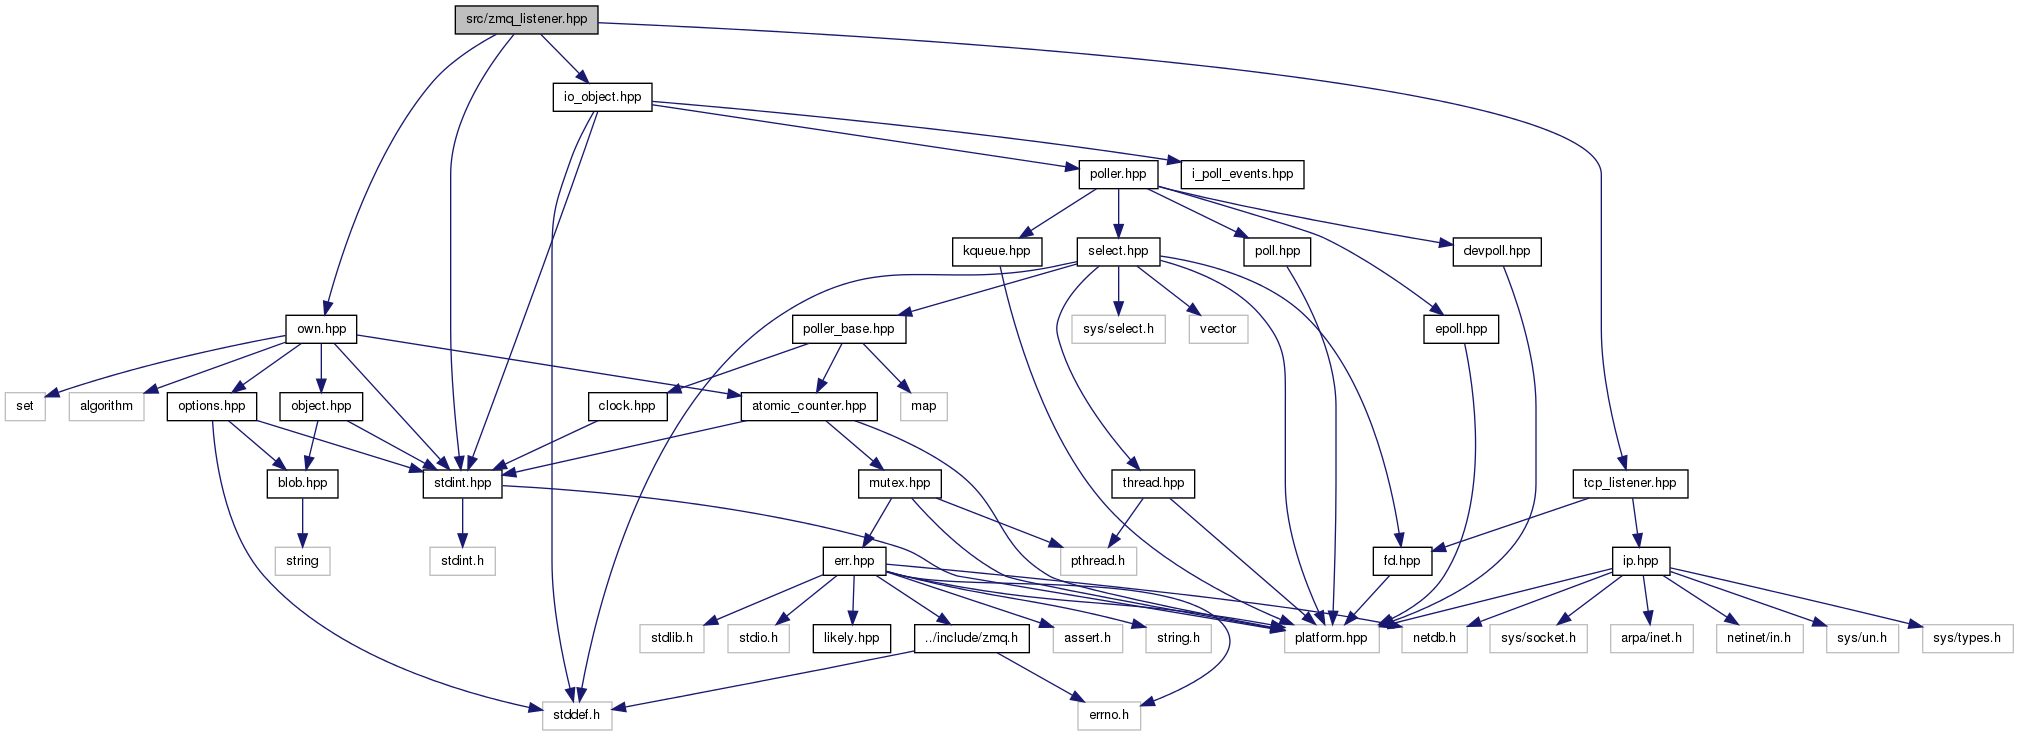 src/zmq_listener.hpp
io_object.hpp
poller.hpp
i_poll_events.hpp
kqueue.hpp
select.hpp
poll.hpp
devpoll.hpp
own.hpp
poller_base.hpp
sys/select.h
vector
epoll.hpp
set
algorithm
options.hpp
object.hpp
clock.hpp
atomic_counter.hpp
map
blob.hpp
stdint.hpp
mutex.hpp
thread.hpp
tcp_listener.hpp
string
stdint.h
err.hpp
pthread.h
fd.hpp
ip.hpp
stdlib.h
stdio.h
likely.hpp
../include/zmq.h
assert.h
string.h
platform.hpp
netdb.h
sys/socket.h
arpa/inet.h
netinet/in.h
sys/un.h
sys/types.h
stddef.h
errno.h